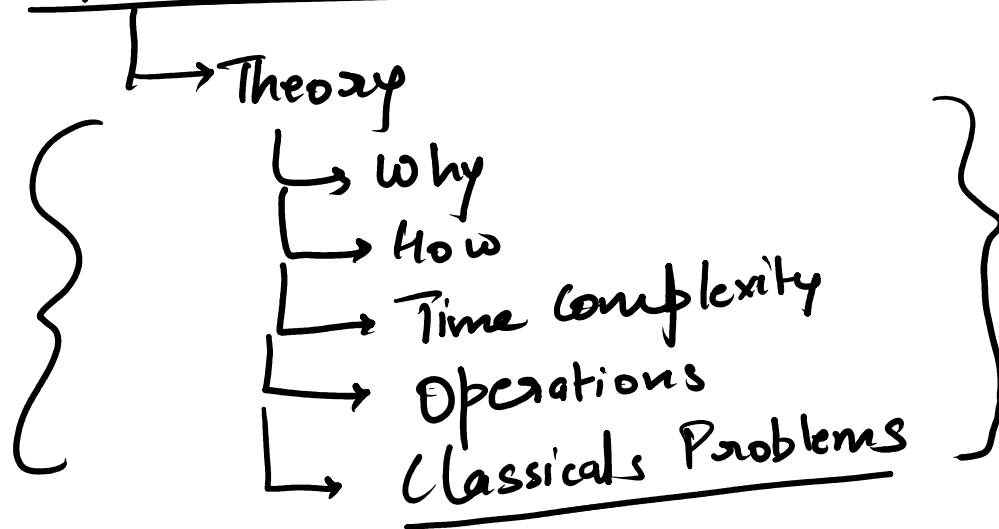 Theory
Why
How
Time Complexity
Operations
Classicals Problems